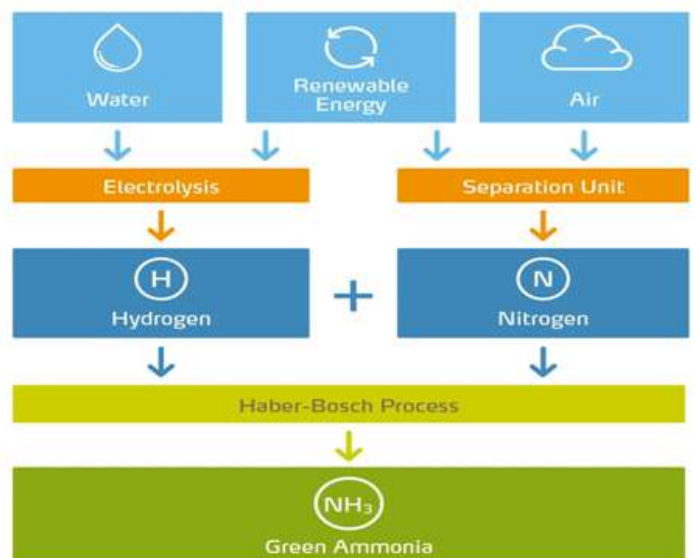 Water
Renewable
Energy
Air
Electrolysis
Separation Unit
H
Hydrogen
+
N
Nitrogen
Haber-Bosch Process
NH₃
Green Ammonia